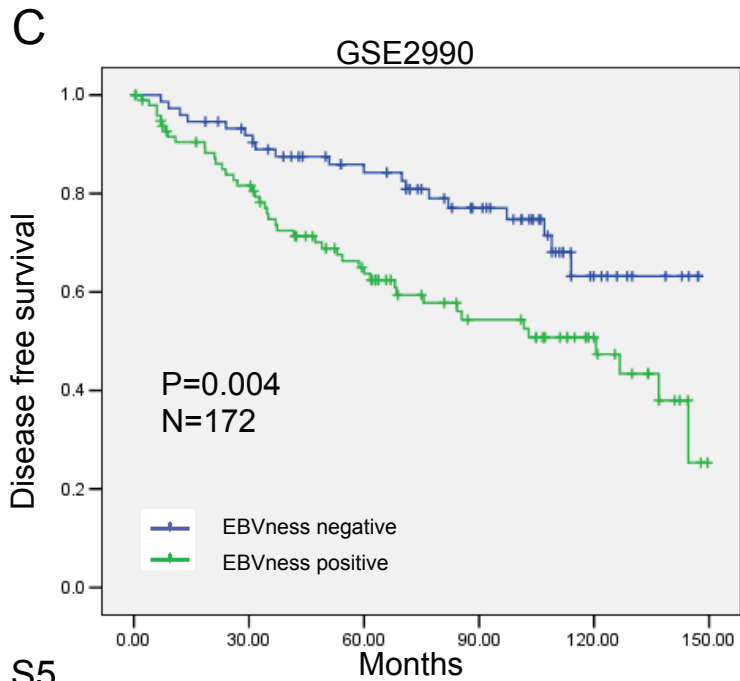 C
GSE2990
Disease free survival
1.0
0.8
0.6
0.4
0.2
0.0
P=0.004
N=172
EBVness negative
EBVness positive
0.00 30.00 60.00 90.00 120.00 150.00
Months
S5